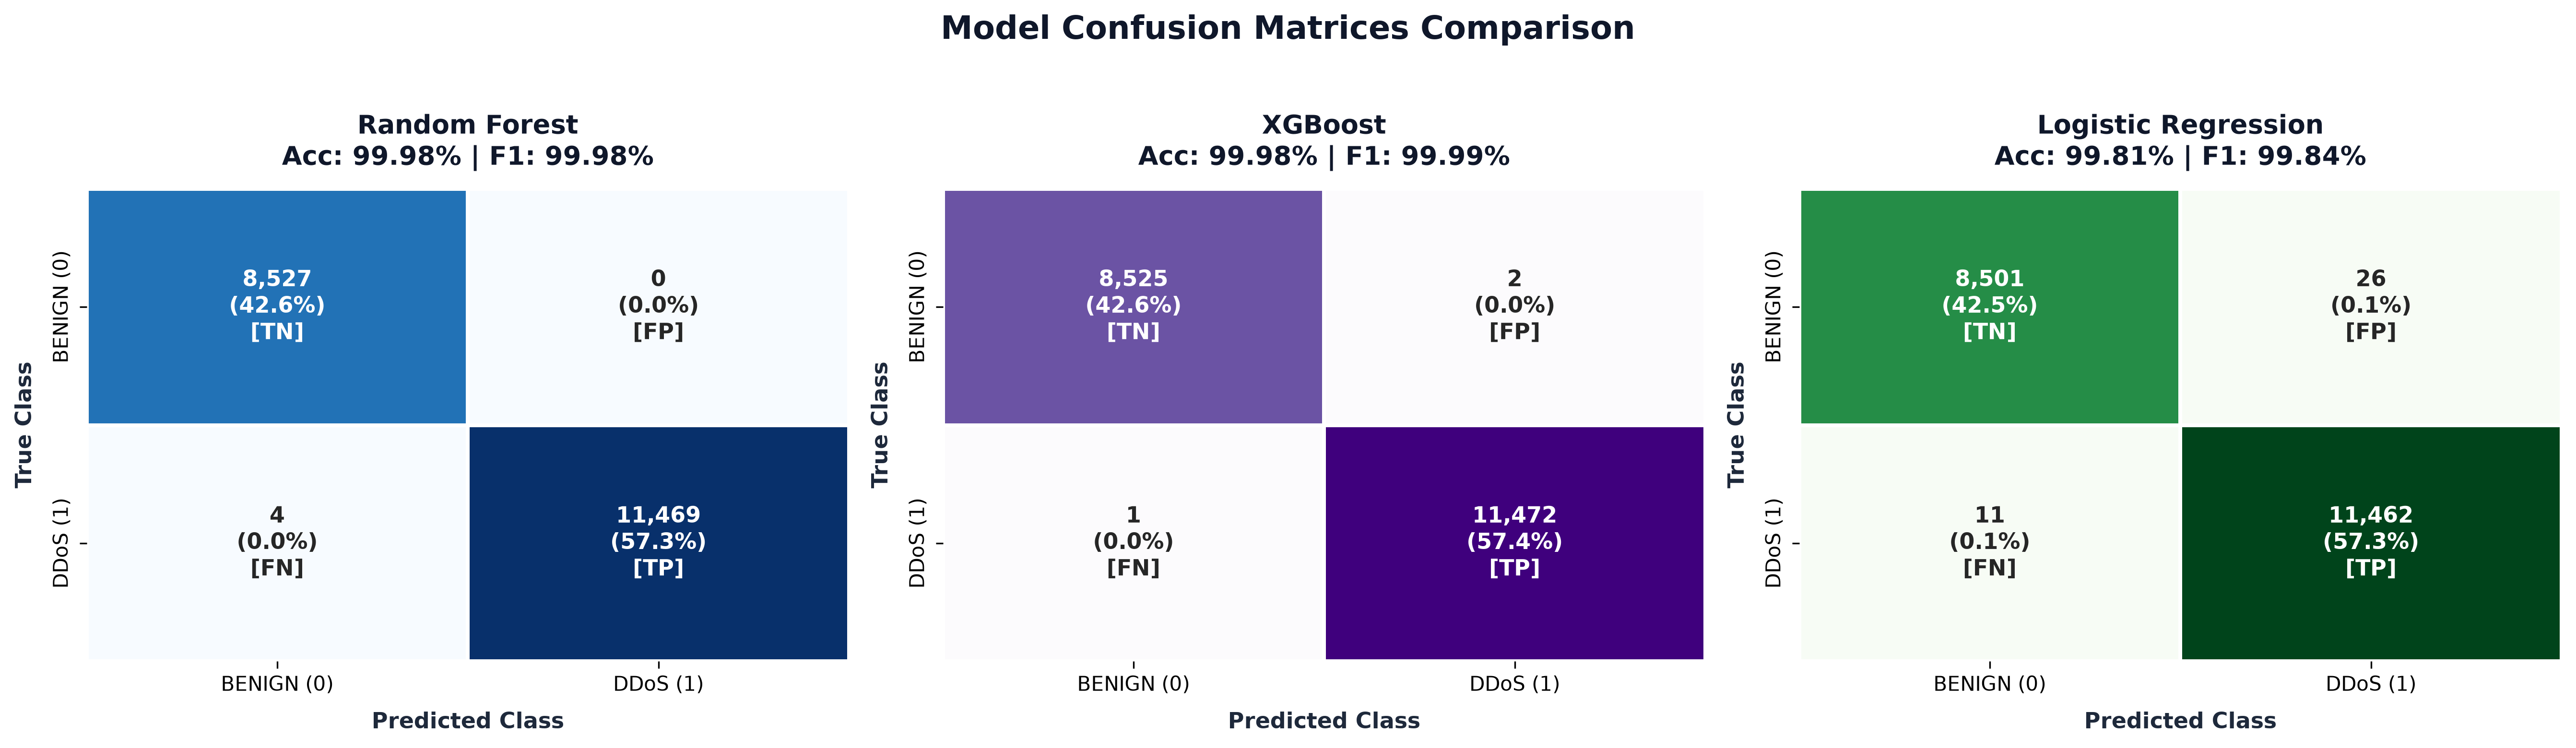 Model Confusion Matrices Comparison
Random Forest
Acc: 99.98% | F1: 99.98%
True Class
BENIGN (0)
DDoS (1)
8,527
(42.6%)
[TN]
0
(0.0%)
[FP]
4
(0.0%)
[FN]
11,469
(57.3%)
[TP]
BENIGN (0)
DDoS (1)
Predicted Class
XGBoost
Acc: 99.98% | F1: 99.99%
True Class
BENIGN (0)
DDoS (1)
8,525
(42.6%)
[TN]
2
(0.0%)
[FP]
1
(0.0%)
[FN]
11,472
(57.4%)
[TP]
BENIGN (0)
DDoS (1)
Predicted Class
Logistic Regression
Acc: 99.81% | F1: 99.84%
True Class
BENIGN (0)
DDoS (1)
8,501
(42.5%)
[TN]
26
(0.1%)
[FP]
11
(0.1%)
[FN]
11,462
(57.3%)
[TP]
BENIGN (0)
DDoS (1)
Predicted Class